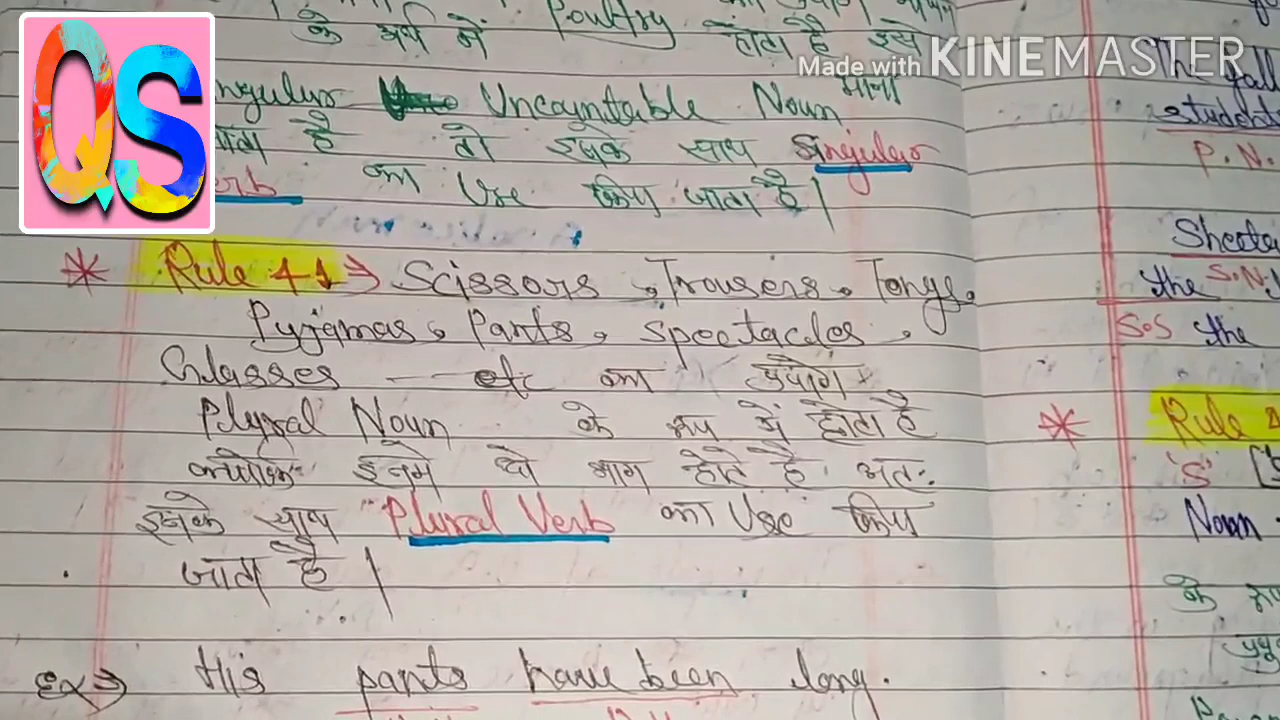 QS
Made with KINEMASTER
के अर्थ में Poultry होता है इसे
Uncountable Noun माना
जाता है तो इसके साथ Singular
verb का Use किया जाता है।
* Rule 41 ⇒ Scissors, Trousers, Tongs,
Pyjamas, Pants, Spectacles,
Glasses --- etc का प्रयोग
Plural Noun के रूप में होता है
क्योंकि इनमे दो भाग होते है अतः
इनके साथ "Plural Verb का Use किया
जाता है।
Ex ⇒ His pants have been long.
The
students
P.N.
the S.N.
S.S the
* Rule
'S'
Noun
के